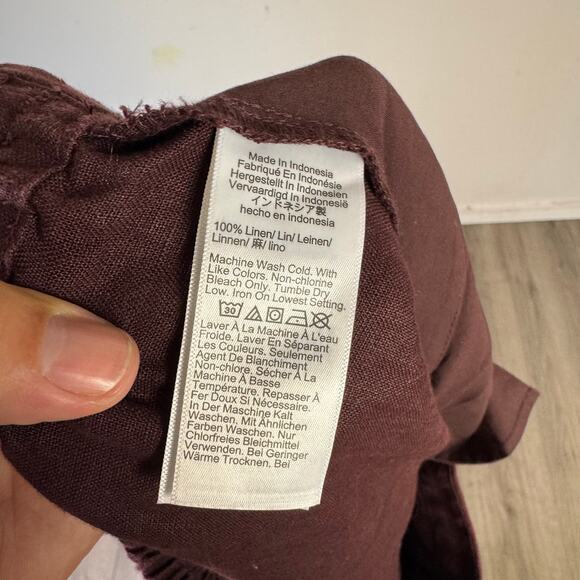 Made In Indonesia
Fabriqué En Indonésie
Hergestellt In Indonesien
Vervaardigd In Indonesië
インドネシア製
hecho en indonesia
100% Linen/ Lin/ Leinen/
Linnen/ 麻/ lino
Machine Wash Cold. With
Like Colors. Non-chlorine
Bleach Only. Tumble Dry
Low. Iron On Lowest Setting.
30
Laver À La Machine À L'eau
Froide. Laver En Séparant
Les Couleurs. Seulement
Agent De Blanchiment
Non-chlore. Sécher À La
Machine À Basse
Température. Repasser À
Fer Doux Si Nécessaire.
In Der Maschine Kalt
Waschen. Mit Ähnlichen
Farben Waschen. Nur
Chlorfreies Bleichmittel
Verwenden. Bei Geringer
Wärme Trocknen. Bei